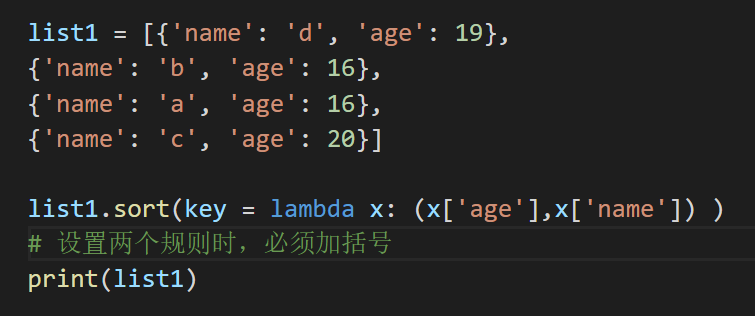 list1 = [{'name': 'd', 'age': 19},
{'name': 'b', 'age': 16},
{'name': 'a', 'age': 16},
{'name': 'c', 'age': 20}]
list1.sort(key = lambda x: (x['age'],x['name']) )
# 设置两个规则时，必须加括号
print(list1)